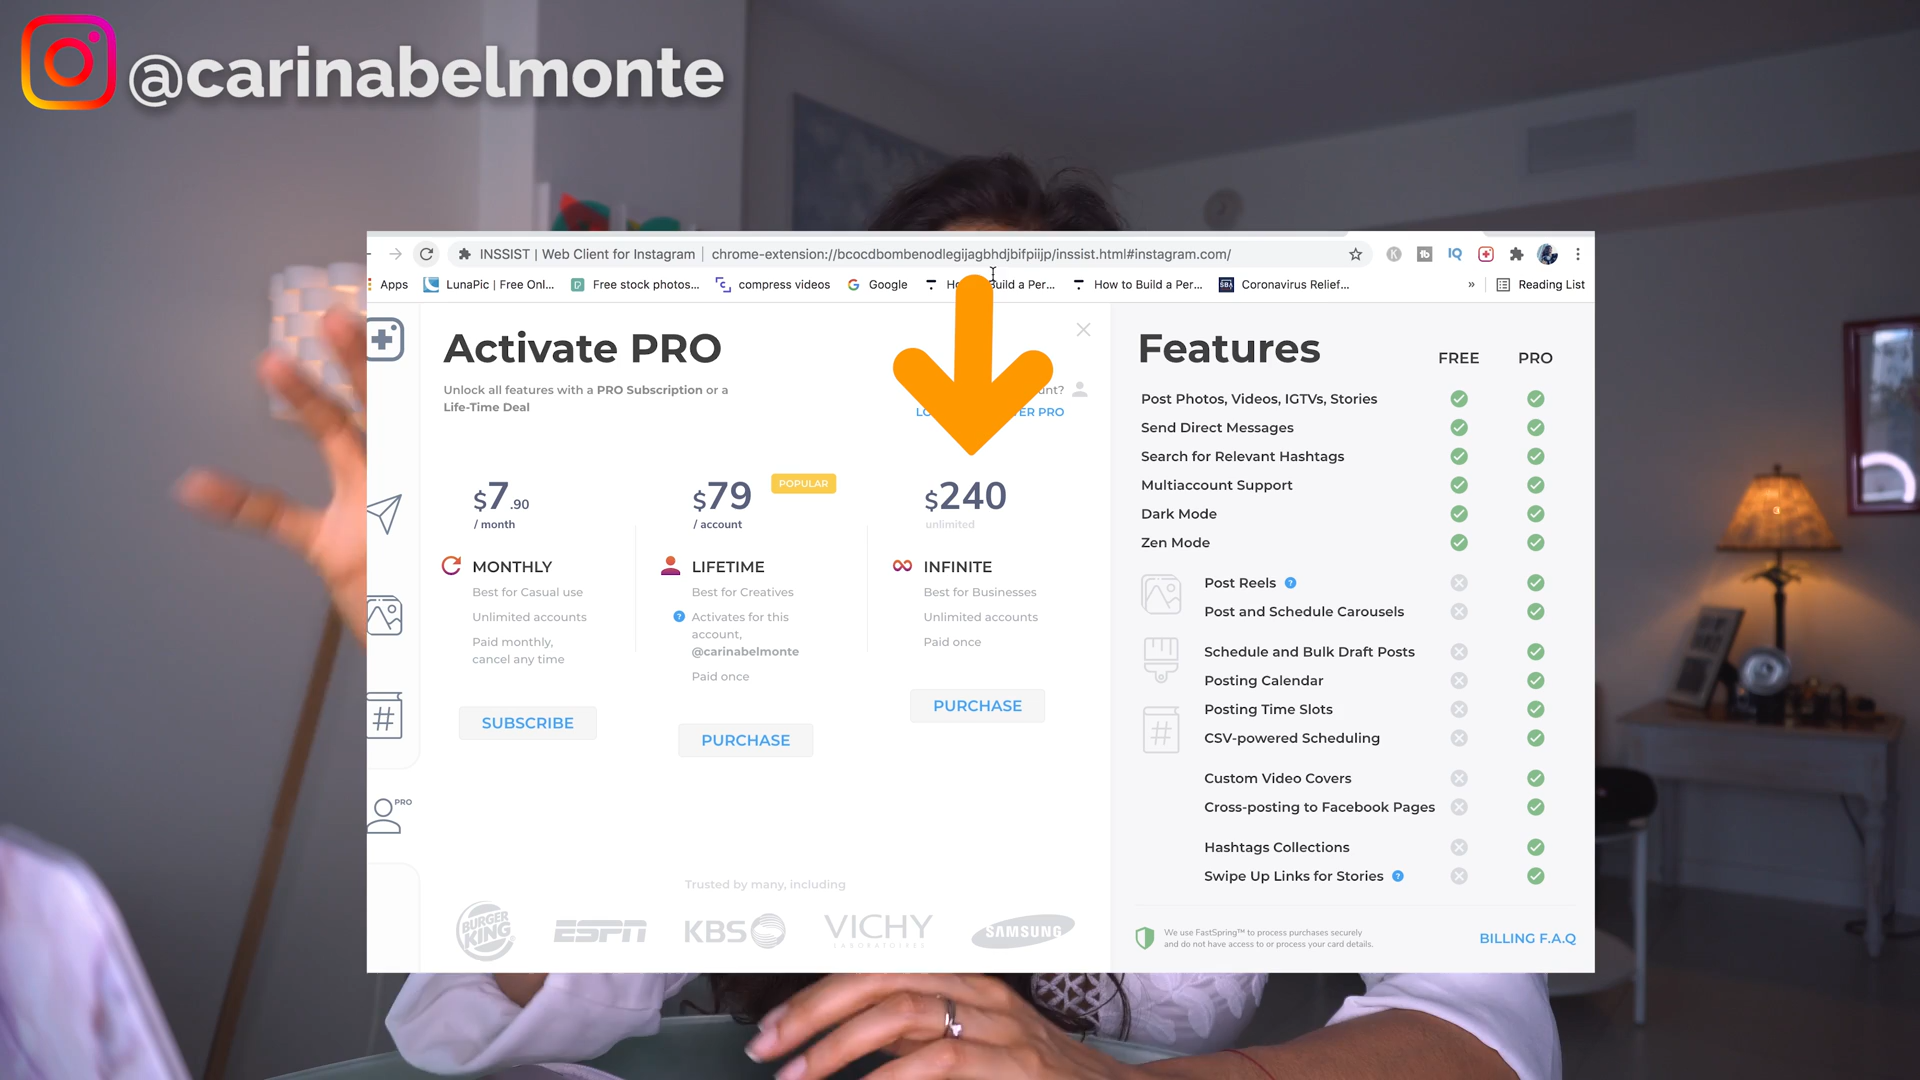 @carinabelmonte
INSSIST | Web Client for Instagram | chrome-extension://bcocdbombenodlegijagbhdjbifpiijp/inssist.html#instagram.com/
IQ
Apps LunaPic | Free Onl... Free stock photos... compress videos Google Build a Per... How to Build a Per... SBA Coronavirus Relief... » Reading List
Activate PRO
Unlock all features with a PRO Subscription or a
Life-Time Deal
ER PRO
$7.90
/ month
MONTHLY
Best for Casual use
Unlimited accounts
Paid monthly,
cancel any time
SUBSCRIBE
$79
POPULAR
/ account
LIFETIME
Best for Creatives
Activates for this
account,
@carinabelmonte
Paid once
PURCHASE
$240
unlimited
INFINITE
Best for Businesses
Unlimited accounts
Paid once
PURCHASE
PRO
Trusted by many, including
BURGER KING
ESPN
KBS
VICHY
LABORATOIRES
SAMSUNG
Features FREE PRO
Post Photos, Videos, IGTVs, Stories
Send Direct Messages
Search for Relevant Hashtags
Multiaccount Support
Dark Mode
Zen Mode
Post Reels
Post and Schedule Carousels
Schedule and Bulk Draft Posts
Posting Calendar
Posting Time Slots
CSV-powered Scheduling
Custom Video Covers
Cross-posting to Facebook Pages
Hashtags Collections
Swipe Up Links for Stories
We use FastSpring™ to process purchases securely
and do not have access to or process your card details.
BILLING F.A.Q